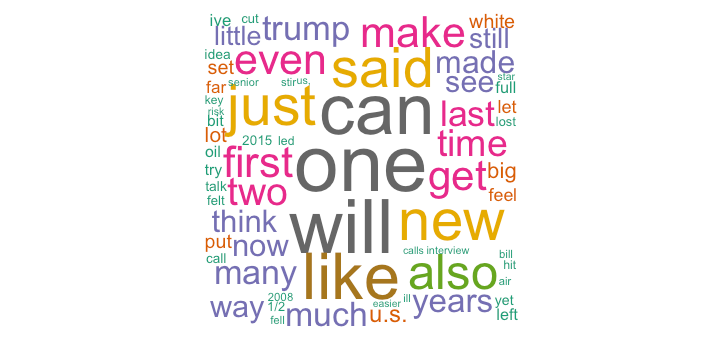 ive cut
little trump make white
idea even said still
set made
far senior stir us, see star full
key just can last let
risk bit lost
lot 2015 led time
oil first one get big
try
talk two feel
felt
think will new
put now calls interview bill
call hit
many like also air
way 2008 easier ill years yet
1/2 much u.s. left
fell